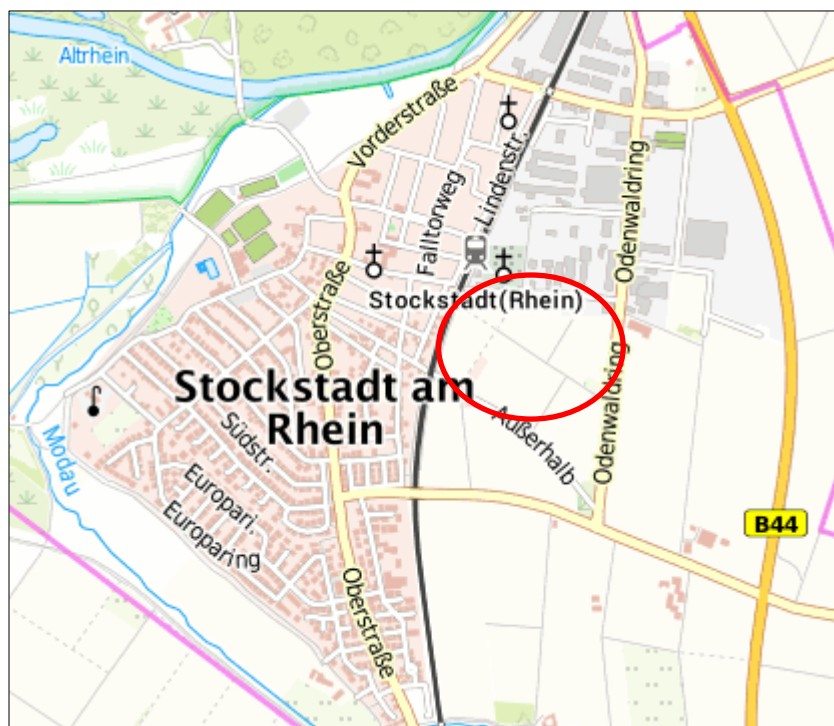 Altrhein
Vorderstraße
Lindenstr.
Falltorweg
Odenwaldring
Oberstraße
Stockstadt(Rhein)
Stockstadt am
Rhein
Odenwaldring
Außerhalb
Südstr.
Modau
Europari.
Europaring
B44
Oberstraße